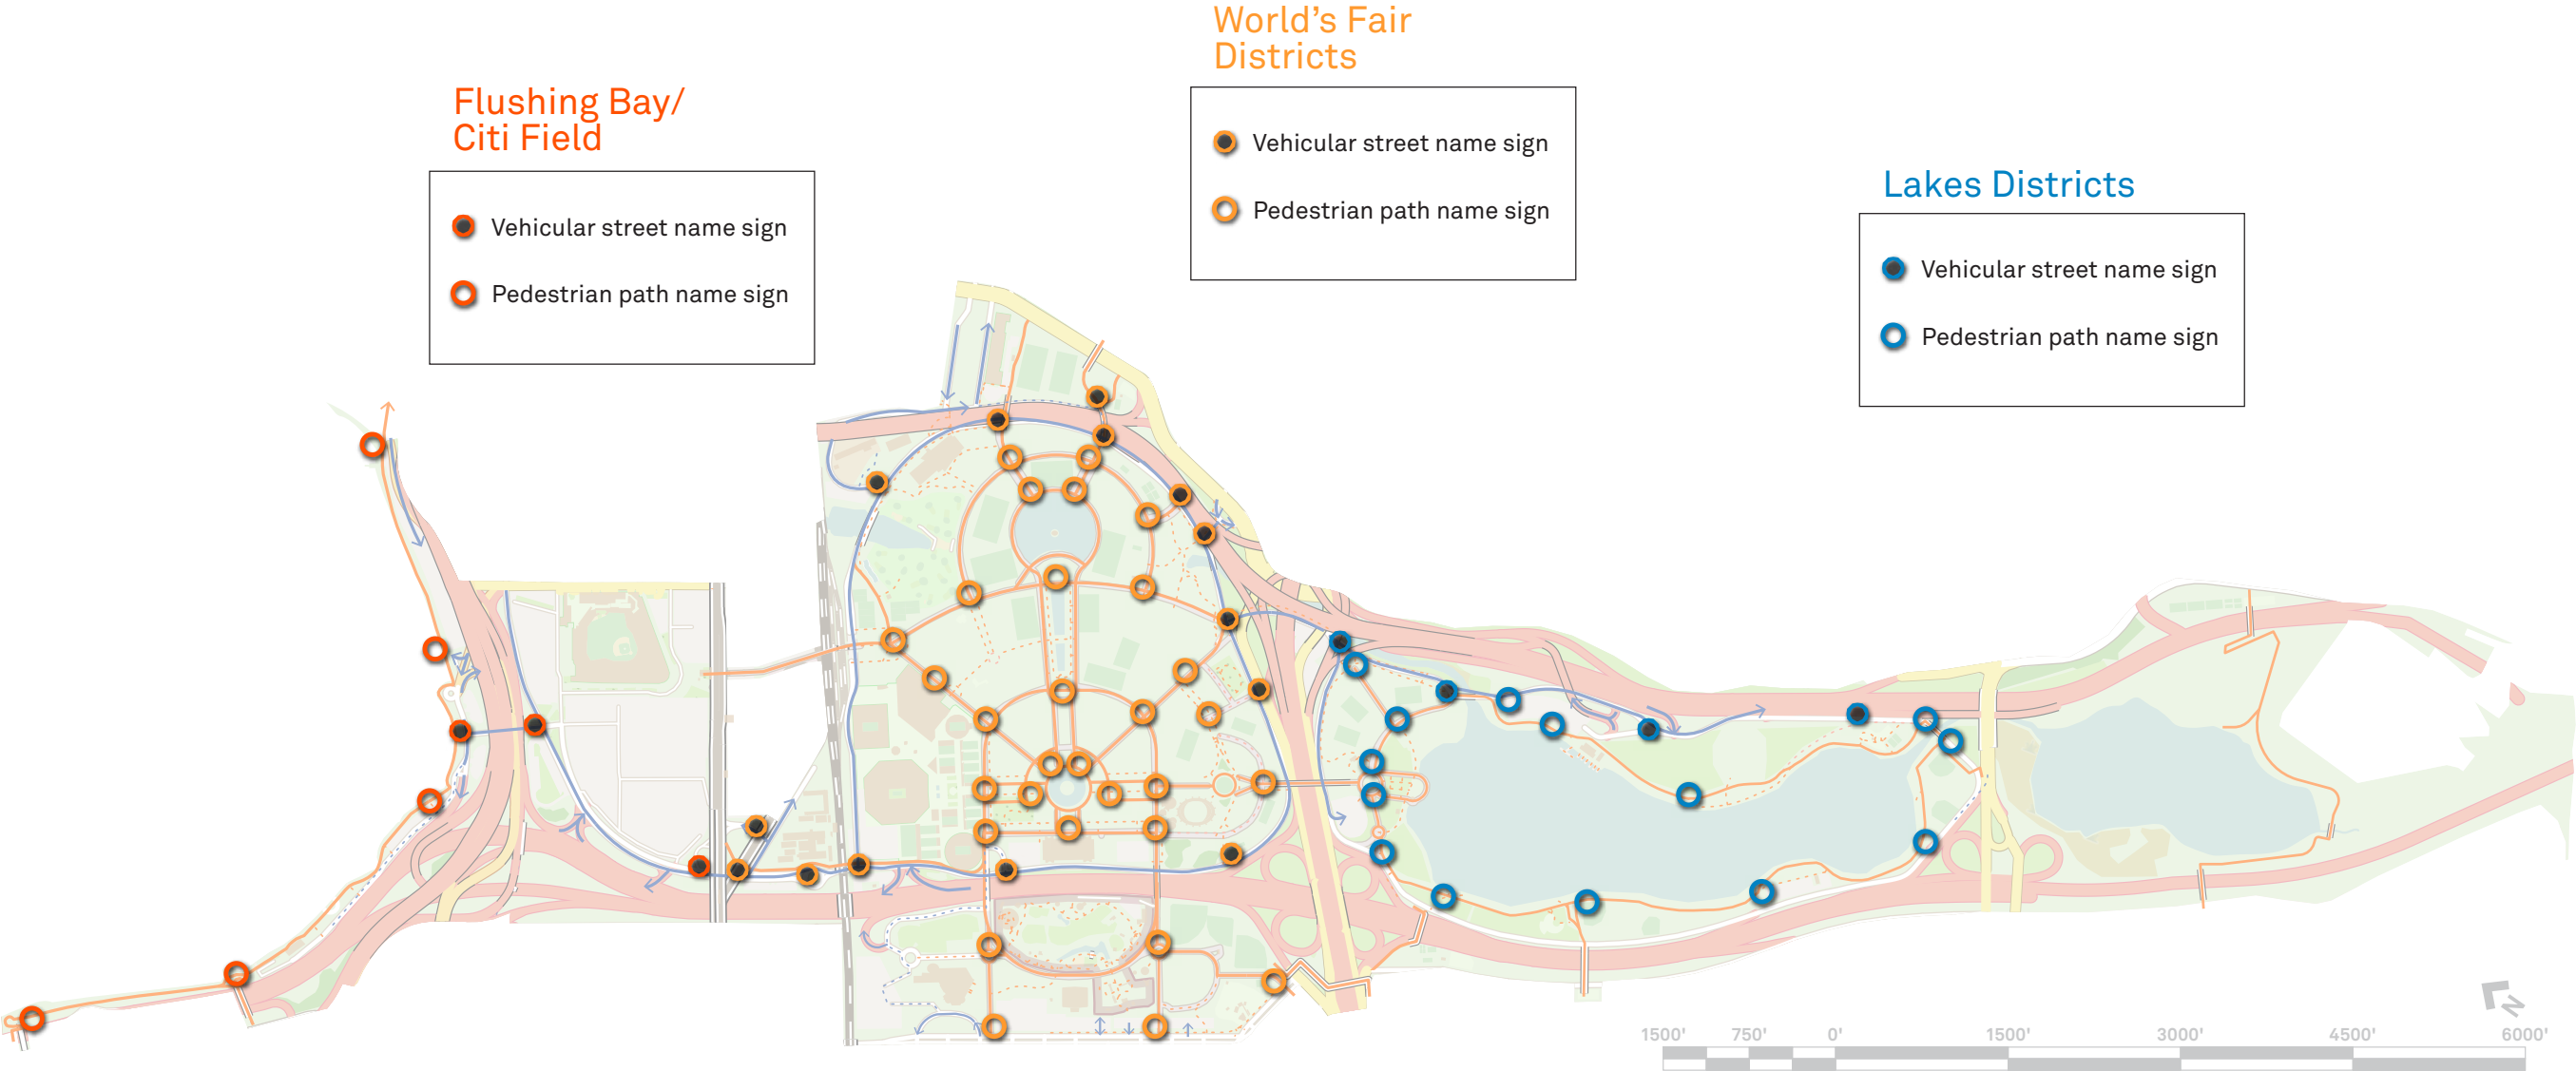 World’s Fair
Districts
Vehicular street name sign
Pedestrian path name sign
Flushing Bay/
Citi Field
Vehicular street name sign
Pedestrian path name sign
Lakes Districts
Vehicular street name sign
Pedestrian path name sign
N
1500' 750' 0' 1500' 3000' 4500' 6000'